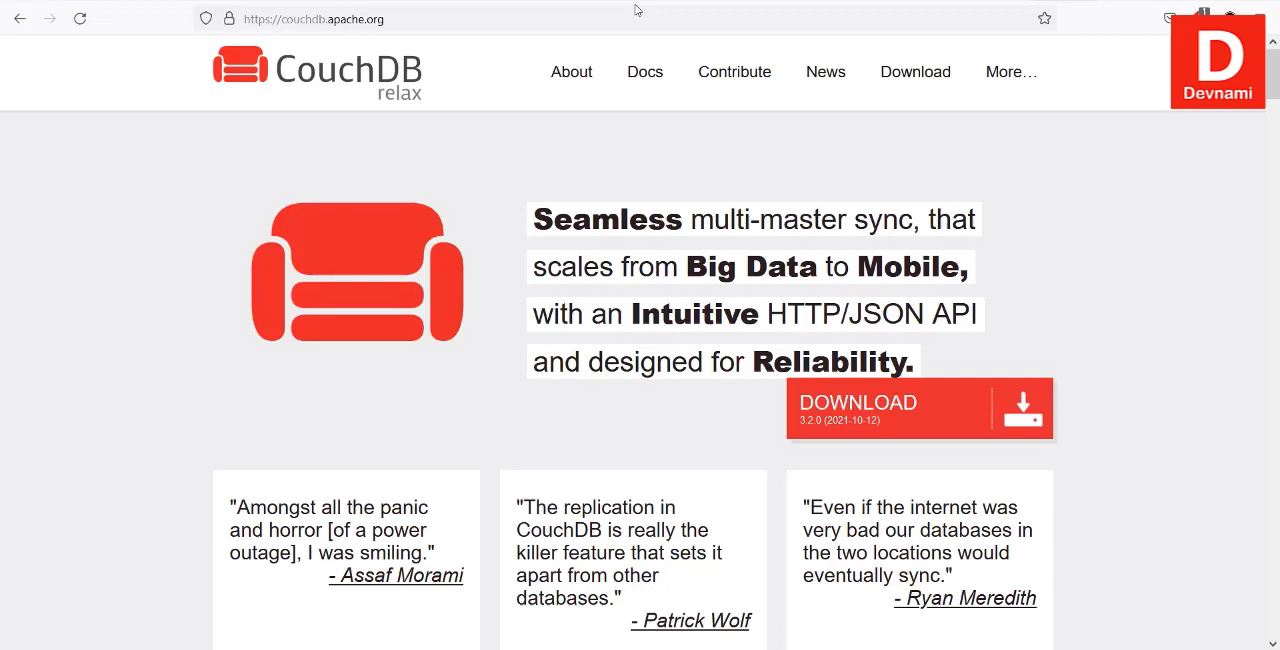 https://couchdb.apache.org
1
CouchDB
relax
About Docs Contribute News Download More…
D
Devnami
Seamless multi-master sync, that
scales from Big Data to Mobile,
with an Intuitive HTTP/JSON API
and designed for Reliability.
DOWNLOAD
3.2.0 (2021-10-12)
"Amongst all the panic
and horror [of a power
outage], I was smiling."
- Assaf Morami
"The replication in
CouchDB is really the
killer feature that sets it
apart from other
databases."
- Patrick Wolf
"Even if the internet was
very bad our databases in
the two locations would
eventually sync."
- Ryan Meredith